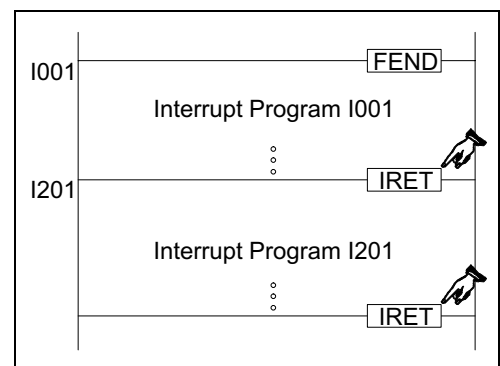 FEND
I001
Interrupt Program I001
IRET
I201
Interrupt Program I201
IRET